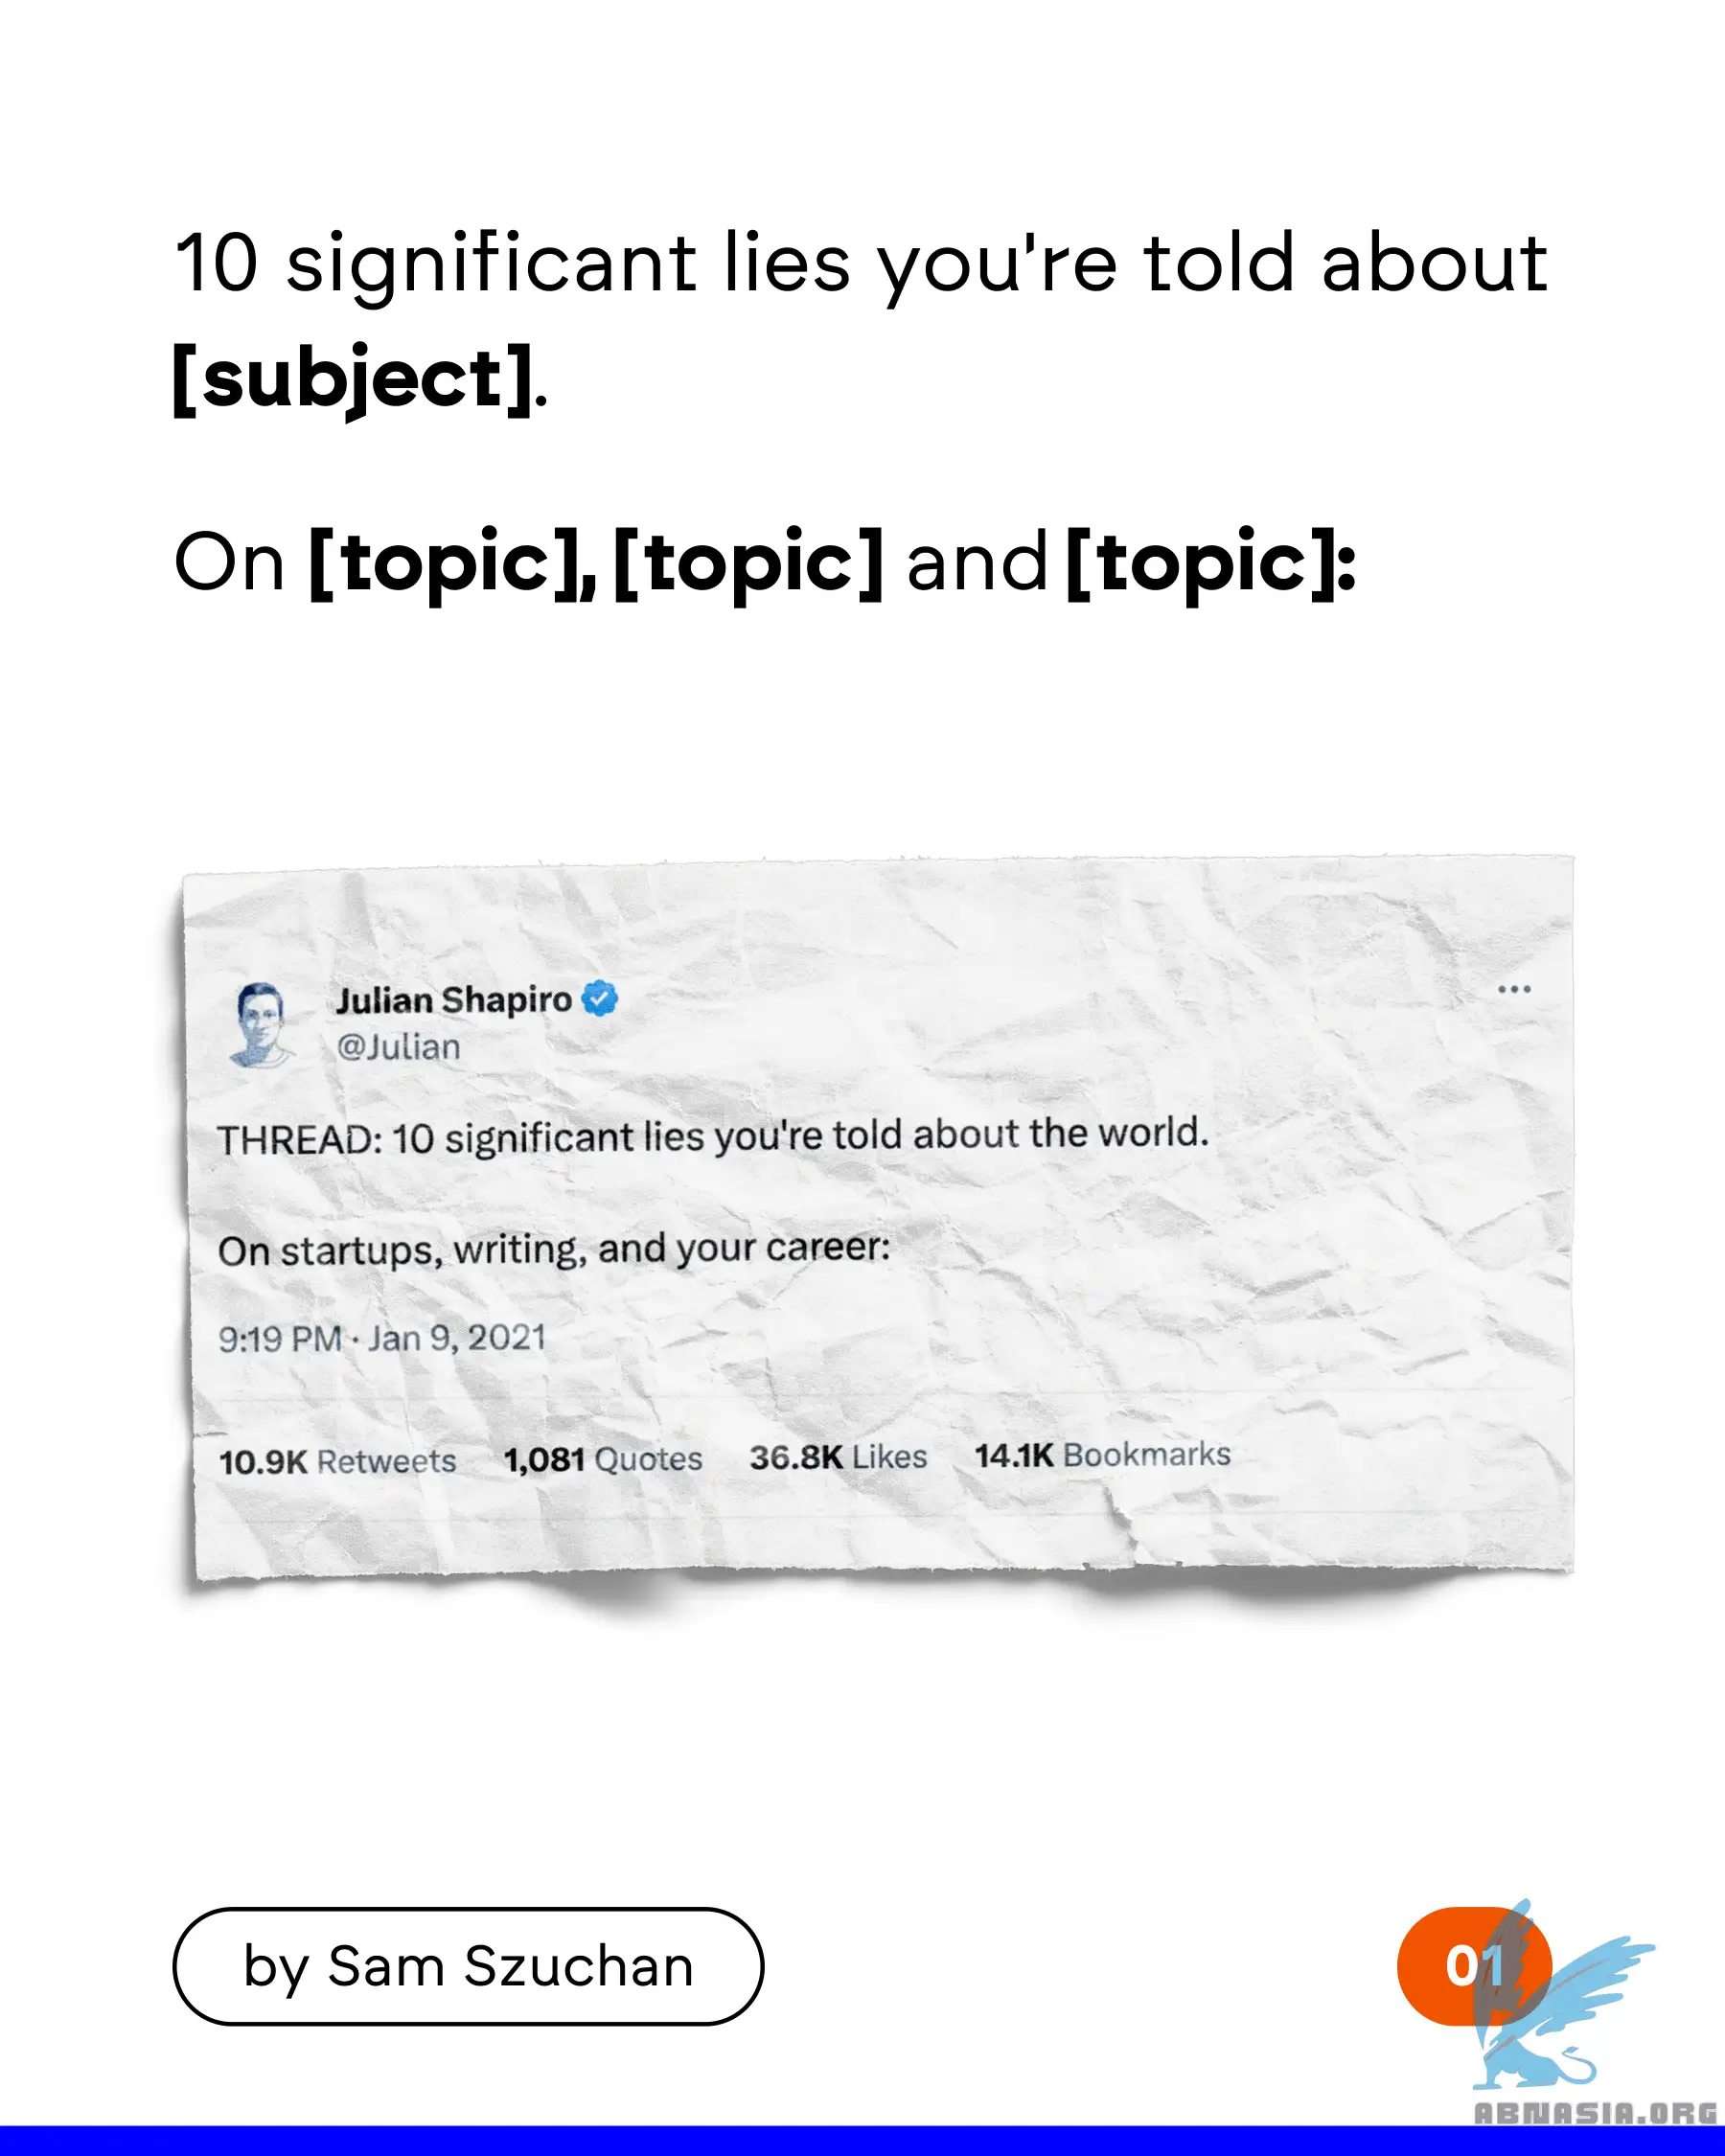 10 significant lies you're told about
[subject].
On [topic], [topic] and [topic]:
Julian Shapiro
@Julian
THREAD: 10 significant lies you're told about the world.
On startups, writing, and your career:
9:19 PM · Jan 9, 2021
10.9K Retweets 1,081 Quotes 36.8K Likes 14.1K Bookmarks
by Sam Szuchan
01
ABNASIA.ORG